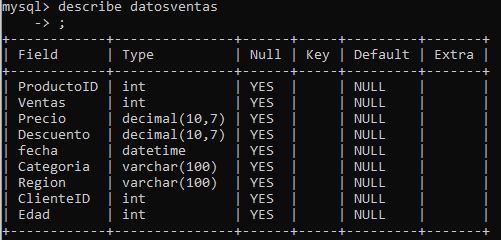 mysql> describe datosventas
    -> ;
+------------+---------------+------+-----+---------+-------+
| Field      | Type          | Null | Key | Default | Extra |
+------------+---------------+------+-----+---------+-------+
| ProductoID | int           | YES  |     | NULL    |       |
| Ventas     | int           | YES  |     | NULL    |       |
| Precio     | decimal(10,7) | YES  |     | NULL    |       |
| Descuento  | decimal(10,7) | YES  |     | NULL    |       |
| fecha      | datetime      | YES  |     | NULL    |       |
| Categoria  | varchar(100)  | YES  |     | NULL    |       |
| Region     | varchar(100)  | YES  |     | NULL    |       |
| ClienteID  | int           | YES  |     | NULL    |       |
| Edad       | int           | YES  |     | NULL    |       |
+------------+---------------+------+-----+---------+-------+